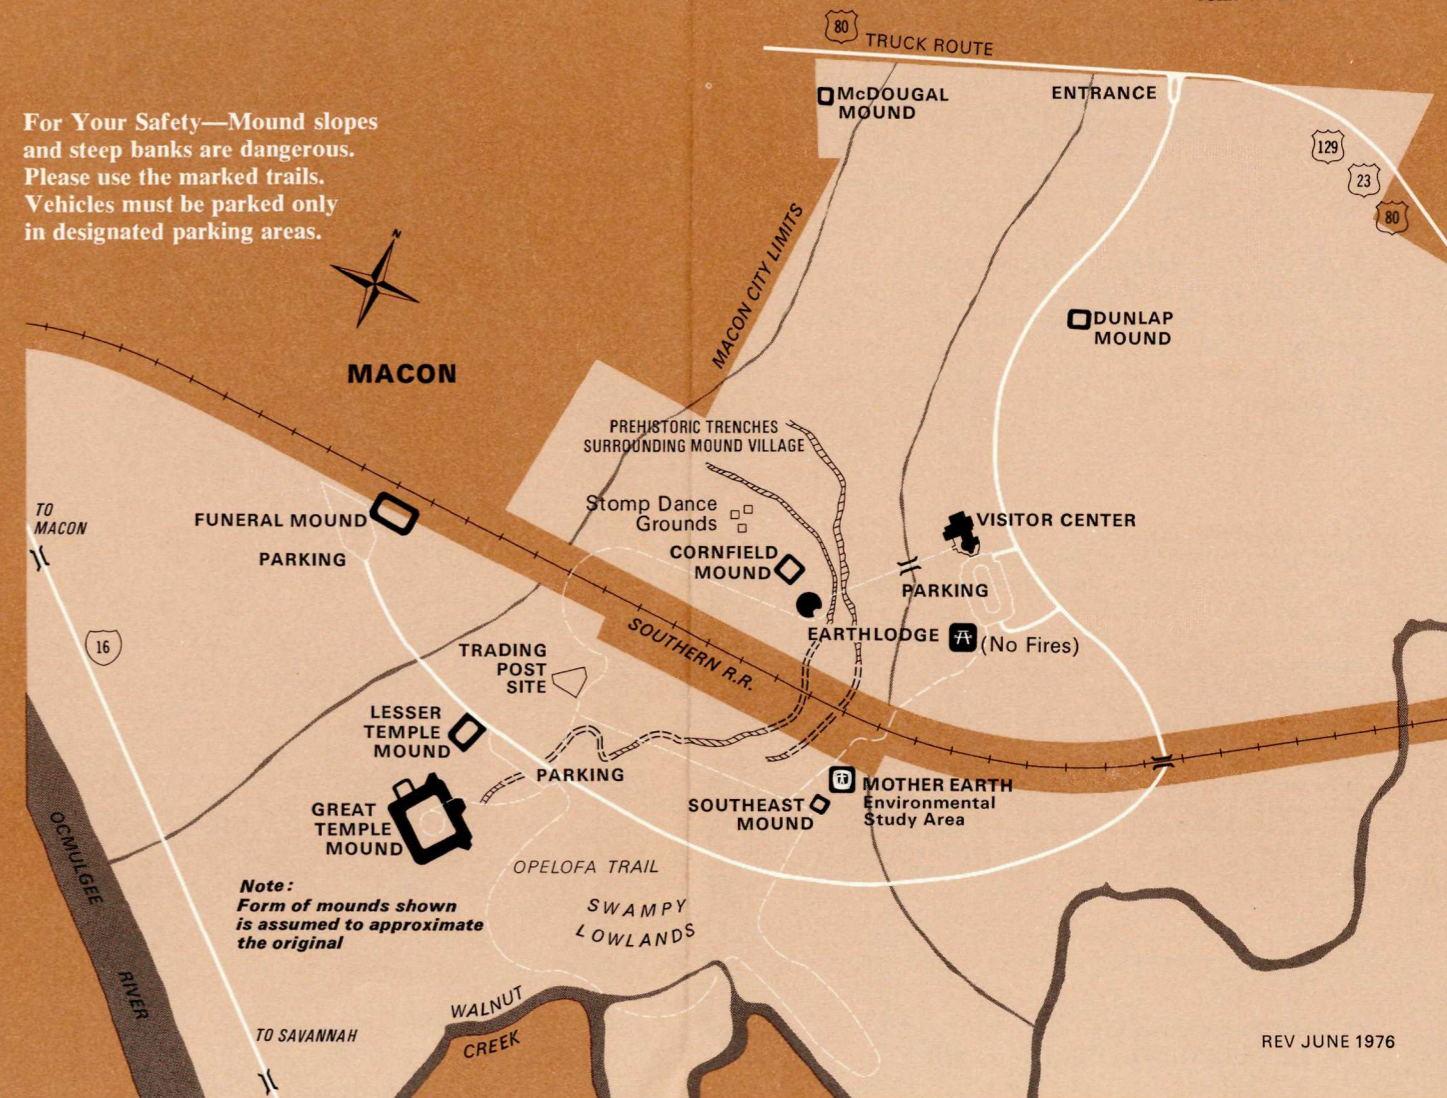 80
TRUCK ROUTE
McDOUGAL
MOUND
ENTRANCE
For Your Safety—Mound slopes
and steep banks are dangerous.
Please use the marked trails.
Vehicles must be parked only
in designated parking areas.
129
23
80
N
MACON CITY LIMITS
DUNLAP
MOUND
MACON
PREHISTORIC TRENCHES
SURROUNDING MOUND VILLAGE
TO
MACON
FUNERAL MOUND
PARKING
Stomp Dance
Grounds
CORNFIELD
MOUND
VISITOR CENTER
PARKING
EARTHLODGE
(No Fires)
16
SOUTHERN R.R.
TRADING
POST
SITE
LESSER
TEMPLE
MOUND
PARKING
GREAT
TEMPLE
MOUND
SOUTHEAST
MOUND
MOTHER EARTH
Environmental
Study Area
OPELOFA TRAIL
SWAMPY
LOWLANDS
Note:
Form of mounds shown
is assumed to approximate
the original
OCMULGEE
RIVER
WALNUT
CREEK
TO SAVANNAH
REV JUNE 1976